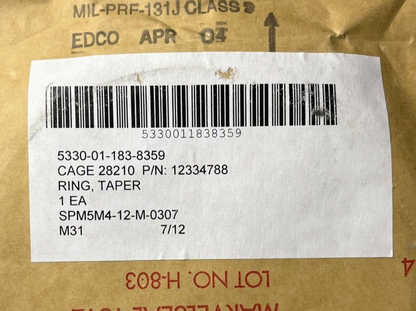 MIL-PRF-131J CLASS
EDCO APR 04
5330011838359
5330-01-183-8359
CAGE 28210 P/N: 12334788
RING, TAPER
1 EA
SPM5M4-12-M-0307
M31 7/12
LOT NO. H-803
4